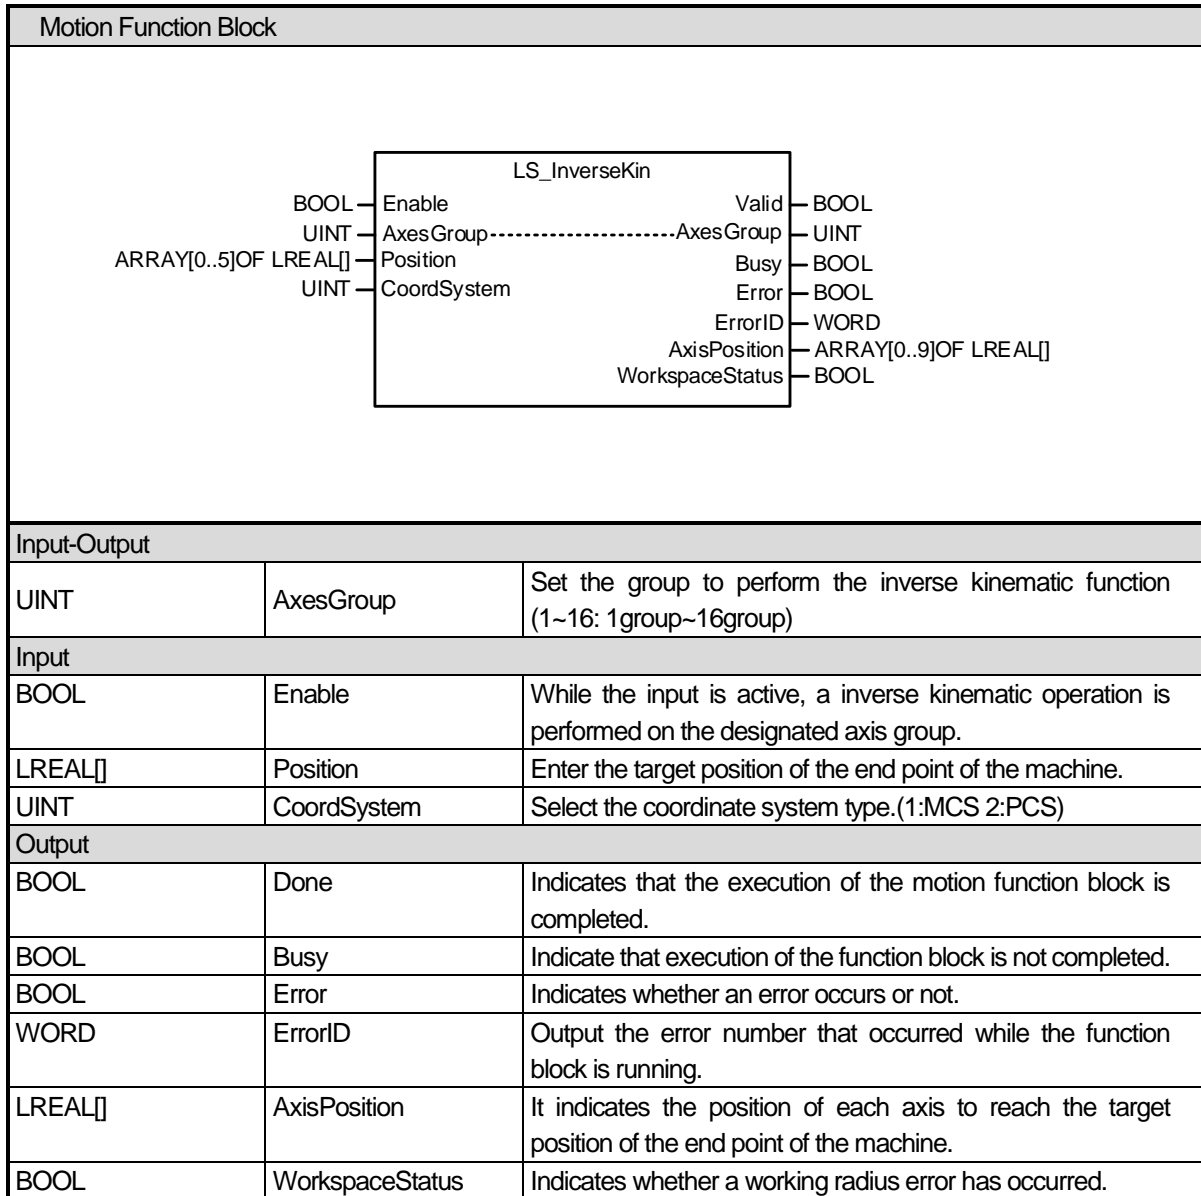 Motion Function Block
LS_InverseKin
BOOL Enable Valid BOOL
UINT AxesGroup AxesGroup UINT
ARRAY[0..5]OF LREAL[] Position Busy BOOL
UINT CoordSystem Error BOOL
ErrorID WORD
AxisPosition ARRAY[0..9]OF LREAL[]
WorkspaceStatus BOOL
Input-Output
UINT AxesGroup Set the group to perform the inverse kinematic function
(1~16: 1group~16group)
Input
BOOL Enable While the input is active, a inverse kinematic operation is
performed on the designated axis group.
LREAL[] Position Enter the target position of the end point of the machine.
UINT CoordSystem Select the coordinate system type.(1:MCS 2:PCS)
Output
BOOL Done Indicates that the execution of the motion function block is
completed.
BOOL Busy Indicate that execution of the function block is not completed.
BOOL Error Indicates whether an error occurs or not.
WORD ErrorID Output the error number that occurred while the function
block is running.
LREAL[] AxisPosition It indicates the position of each axis to reach the target
position of the end point of the machine.
BOOL WorkspaceStatus Indicates whether a working radius error has occurred.